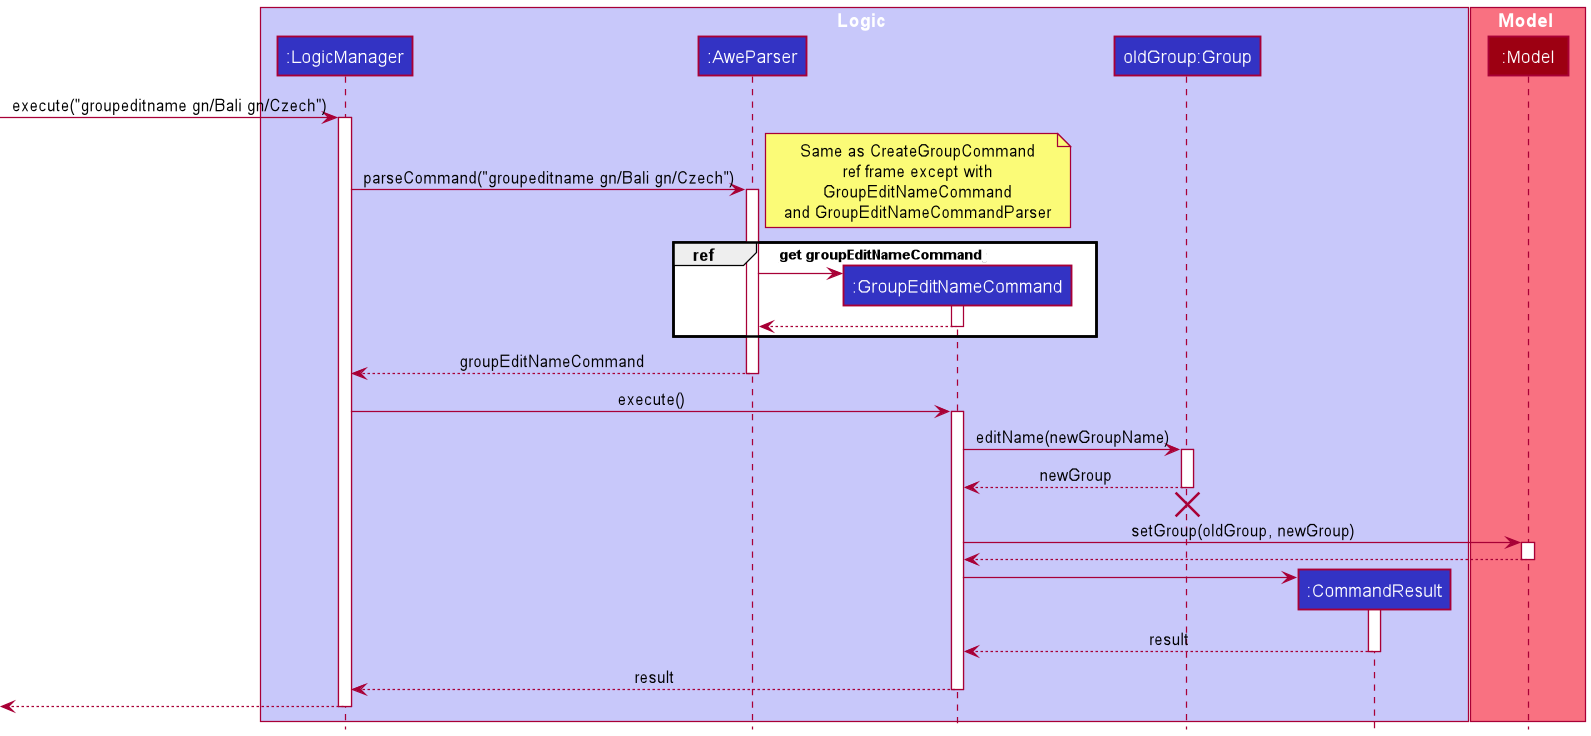 Logic
Model
:LogicManager
:AweParser
oldGroup:Group
:Model
execute("groupeditname gn/Bali gn/Czech")
Same as CreateGroupCommand
ref frame except with
GroupEditNameCommand
and GroupEditNameCommandParser
parseCommand("groupeditname gn/Bali gn/Czech")
ref
get groupEditNameCommand
:GroupEditNameCommand
groupEditNameCommand
execute()
editName(newGroupName)
newGroup
setGroup(oldGroup, newGroup)
:CommandResult
result
result